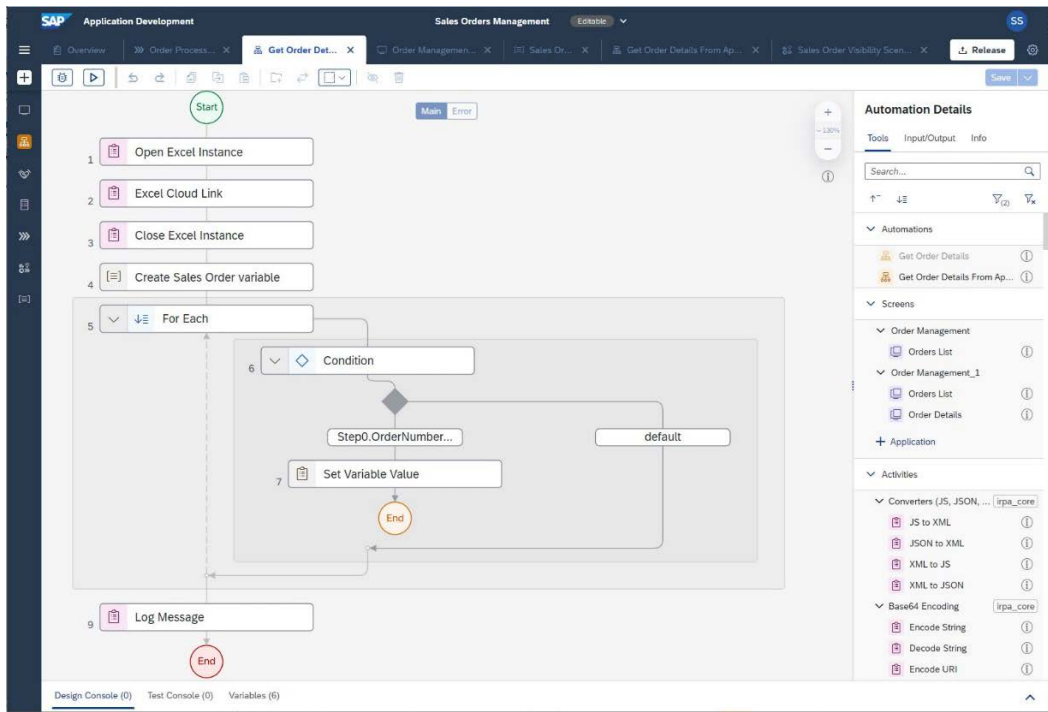 SAP Application Development Sales Orders Management Editable SS
Overview Order Process... X Get Order Det... X Order Managemen... X Sales Or... X Get Order Details From Ap... X Sales Order Visibility Scen... X Release
Save
Start
Main Error
130%
1 Open Excel Instance
2 Excel Cloud Link
3 Close Excel Instance
4 Create Sales Order variable
5 For Each
6 Condition
Step0.OrderNumber... default
7 Set Variable Value
End
9 Log Message
End
Automation Details
Tools Input/Output Info
Search...
(2)
Automations
Get Order Details
Get Order Details From Ap...
Screens
Order Management
Orders List
Order Management_1
Orders List
Order Details
+ Application
Activities
Converters (JS, JSON, ... irpa_core
JS to XML
JSON to XML
XML to JS
XML to JSON
Base64 Encoding irpa_core
Encode String
Decode String
Encode URI
Design Console (0) Test Console (0) Variables (6)